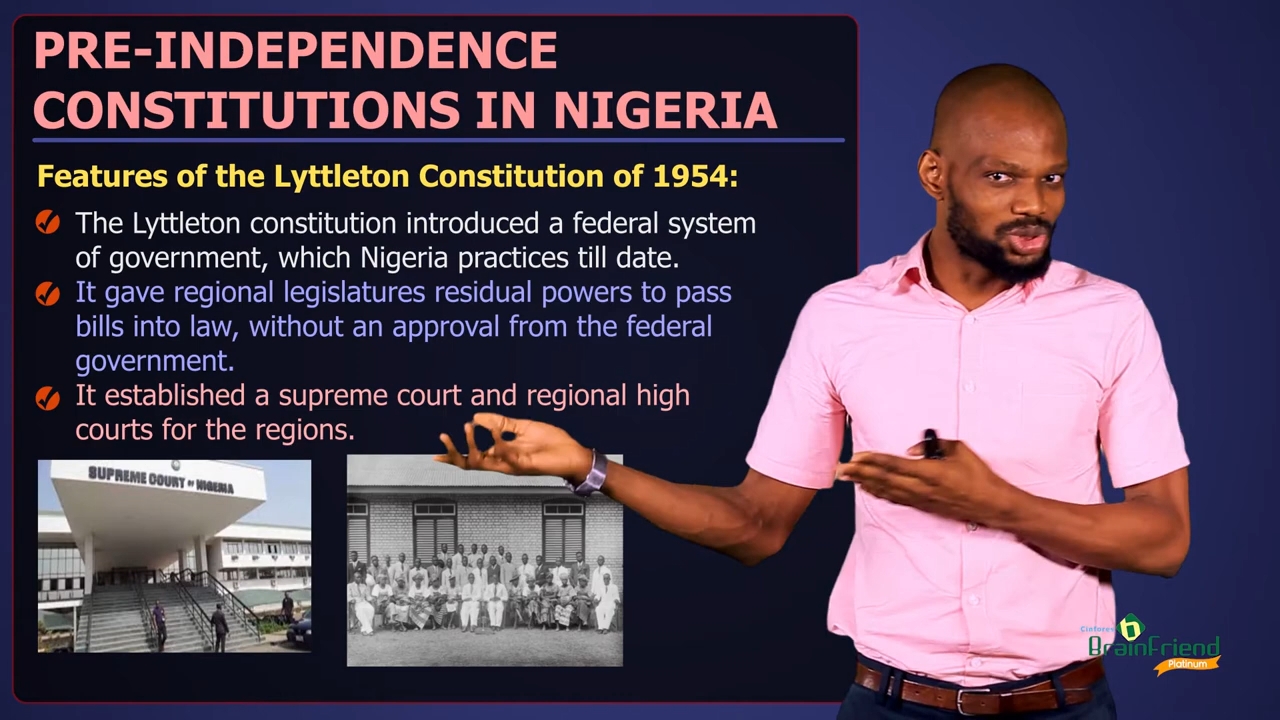 PRE-INDEPENDENCE
CONSTITUTIONS IN NIGERIA
Features of the Lyttleton Constitution of 1954:
The Lyttleton constitution introduced a federal system
of government, which Nigeria practices till date.
It gave regional legislatures residual powers to pass
bills into law, without an approval from the federal
government.
It established a supreme court and regional high
courts for the regions.
SUPREME COURT OF NIGERIA
Cinfores
BrainFriend
Platinum